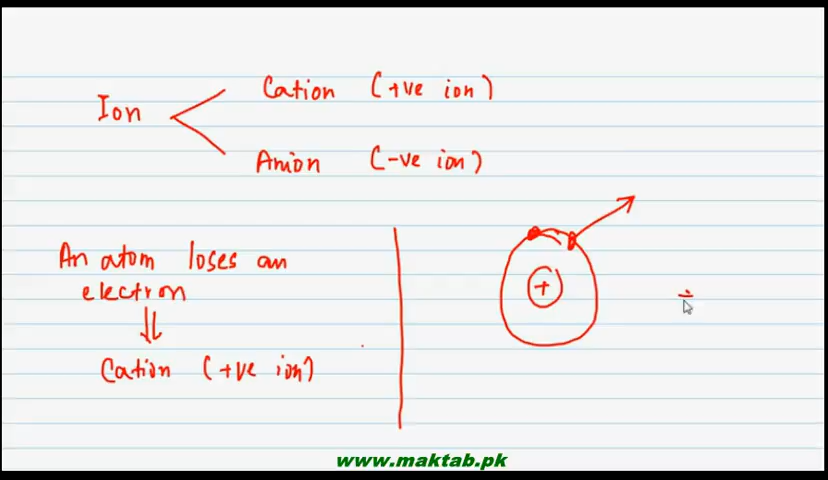 Ion
Cation (+ve ion)
Anion (-ve ion)
An atom loses an
electron
Cation (+ve ion)
+
www.maktab.pk